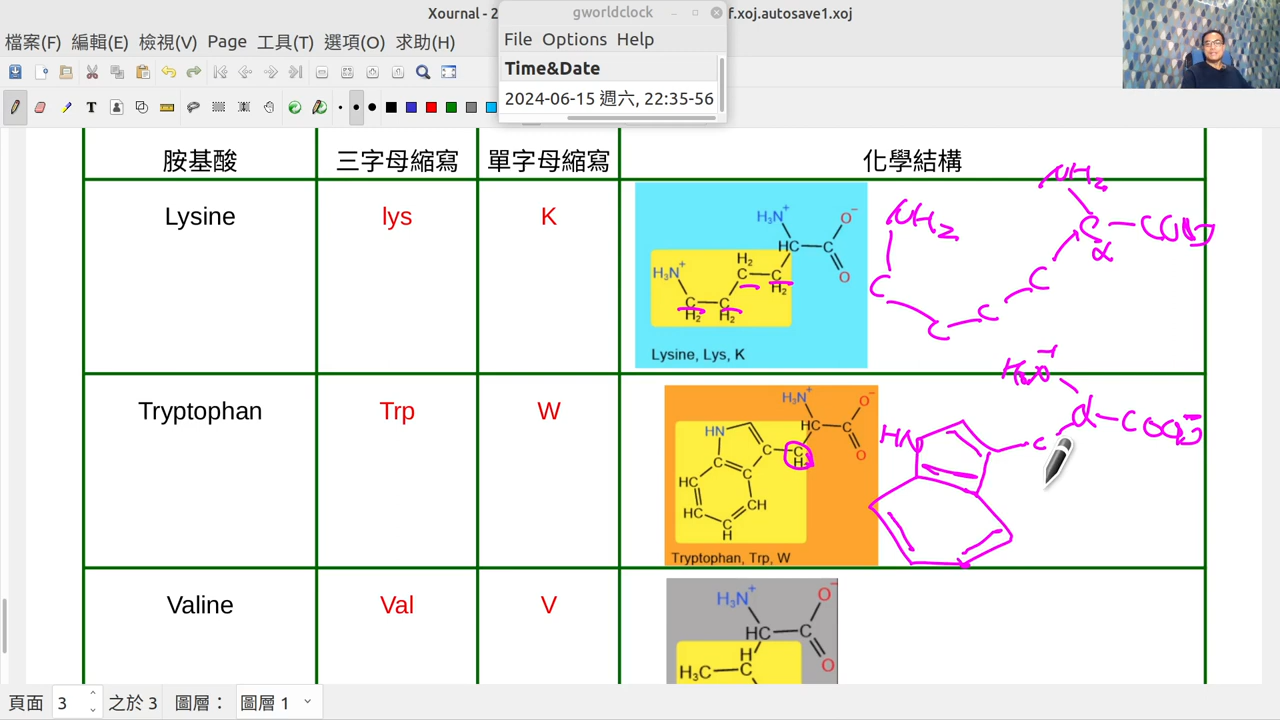 Xournal - 2
gworldclock
f.xoj.autosave1.xoj
檔案(F) 編輯(E) 檢視(V) Page 工具(T) 選項(O) 求助(H)
File Options Help
Time&Date
2024-06-15 週六, 22:35-56
T
胺基酸 三字母縮寫 單字母縮寫 化學結構
Lysine lys K
H₃N⁺ O⁻
HC C
H₂ O
H₃N⁺ C C
H₂
C C
H₂ H₂
Lysine, Lys, K
NH₂
NH₂ C COO
α
C C
C C
Tryptophan Trp W
H₃N⁺ O⁻
HN HC C
C C O
H₂
C C
HC
CH
HC C
H
Tryptophan, Trp, W
HN C α COO⁻
Valine Val V
H₃N⁺ O⁻
HC C
H O
H₃C C
頁面 3 之於 3 圖層： 圖層 1